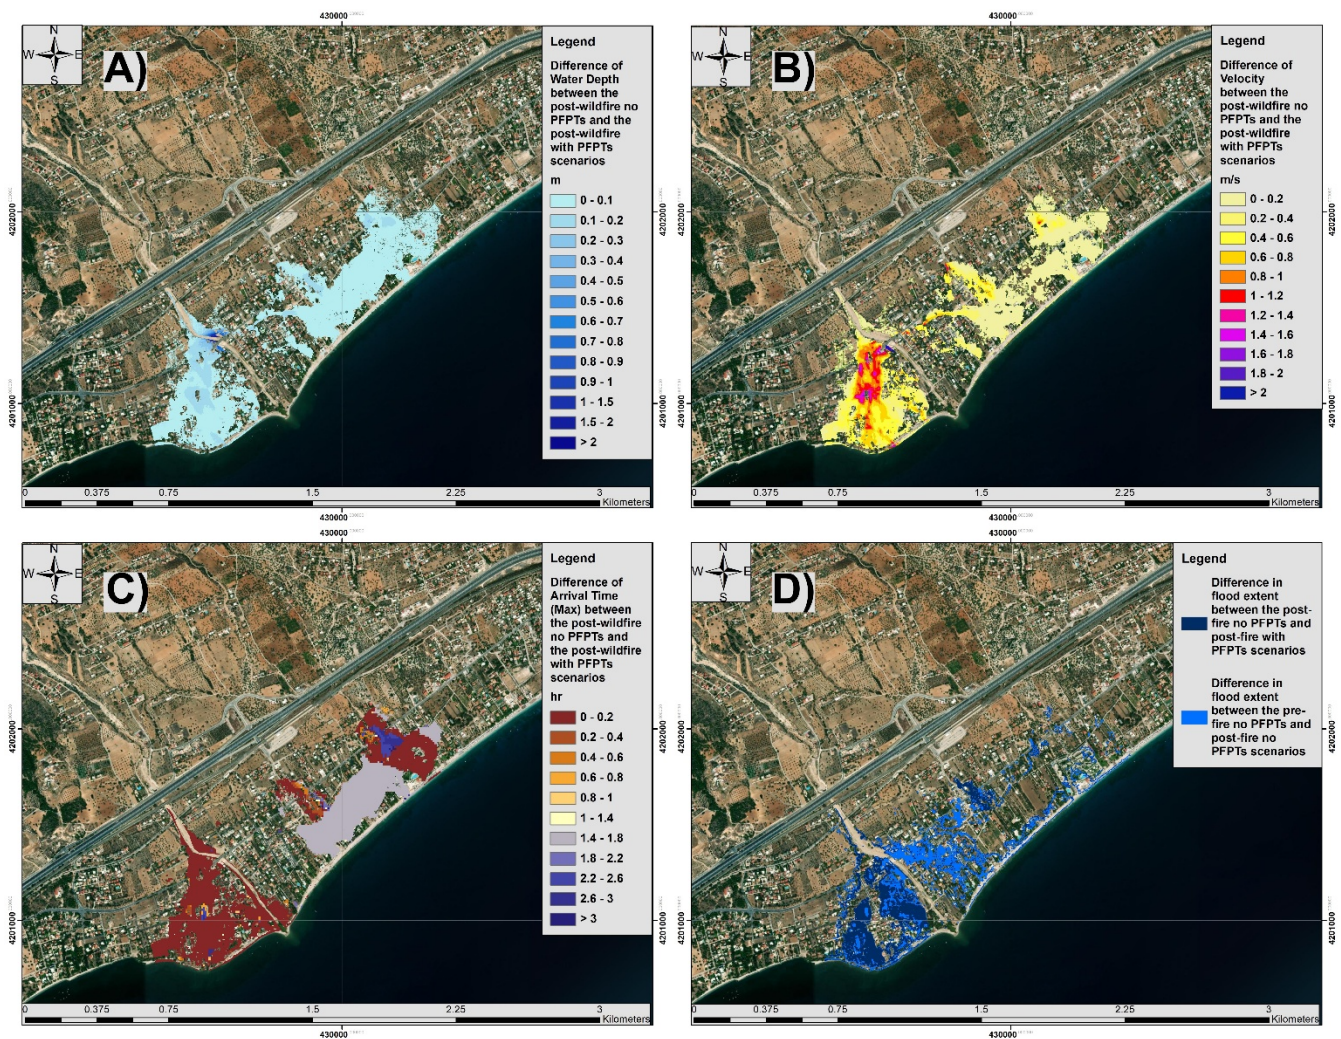 430000
430000
N
W E
S
A)
Legend
Difference of
Water Depth
between the
post-wildfire no
PFPTs and the
post-wildfire
with PFPTs
scenarios
m
0 - 0.1
0.1 - 0.2
0.2 - 0.3
0.3 - 0.4
0.4 - 0.5
0.5 - 0.6
0.6 - 0.7
0.7 - 0.8
0.8 - 0.9
0.9 - 1
1 - 1.5
1.5 - 2
> 2
4202000
4201000
0 0.375 0.75 1.5 2.25 3
Kilometers
430000
N
W E
S
B)
Legend
Difference of
Velocity
between the
post-wildfire no
PFPTs and the
post-wildfire
with PFPTs
scenarios
m/s
0 - 0.2
0.2 - 0.4
0.4 - 0.6
0.6 - 0.8
0.8 - 1
1 - 1.2
1.2 - 1.4
1.4 - 1.6
1.6 - 1.8
1.8 - 2
> 2
4202000
4202000
4201000
4201000
0 0.375 0.75 1.5 2.25 3
Kilometers
430000
430000
430000
N
W E
S
C)
Legend
Difference of
Arrival Time
(Max) between
the post-wildfire
no PFPTs and
the post-wildfire
with PFPTs
scenarios
hr
0 - 0.2
0.2 - 0.4
0.4 - 0.6
0.6 - 0.8
0.8 - 1
1 - 1.4
1.4 - 1.8
1.8 - 2.2
2.2 - 2.6
2.6 - 3
> 3
4202000
4201000
0 0.375 0.75 1.5 2.25 3
Kilometers
430000
N
W E
S
D)
Legend
Difference in
flood extent
between the post-
fire no PFPTs and
post-fire with
PFPTs scenarios
Difference in
flood extent
between the pre-
fire no PFPTs and
post-fire no
PFPTs scenarios
4202000
4202000
4201000
4201000
0 0.375 0.75 1.5 2.25 3
Kilometers
430000